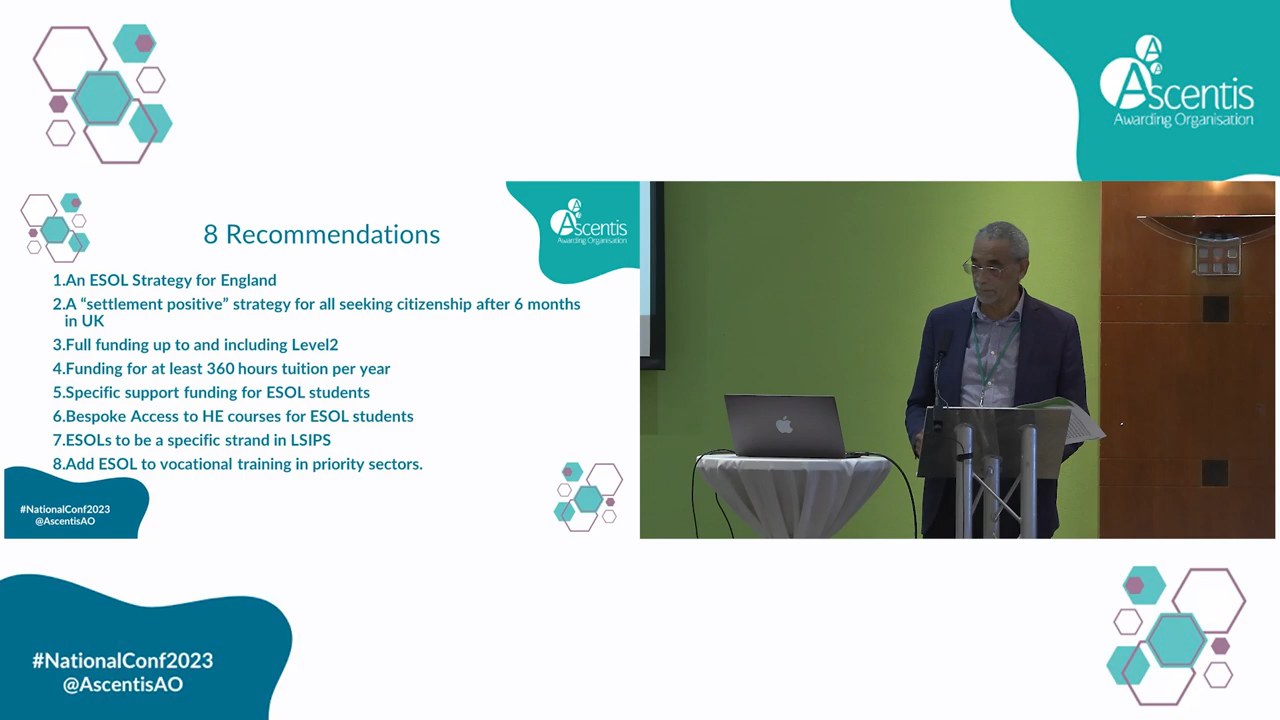 Ascentis
Awarding Organisation
8 Recommendations
Ascentis
Awarding Organisation
1.An ESOL Strategy for England
2.A “settlement positive” strategy for all seeking citizenship after 6 months
in UK
3.Full funding up to and including Level2
4.Funding for at least 360 hours tuition per year
5.Specific support funding for ESOL students
6.Bespoke Access to HE courses for ESOL students
7.ESOLs to be a specific strand in LSIPS
8.Add ESOL to vocational training in priority sectors.
#NationalConf2023
@AscentisAO
#NationalConf2023
@AscentisAO